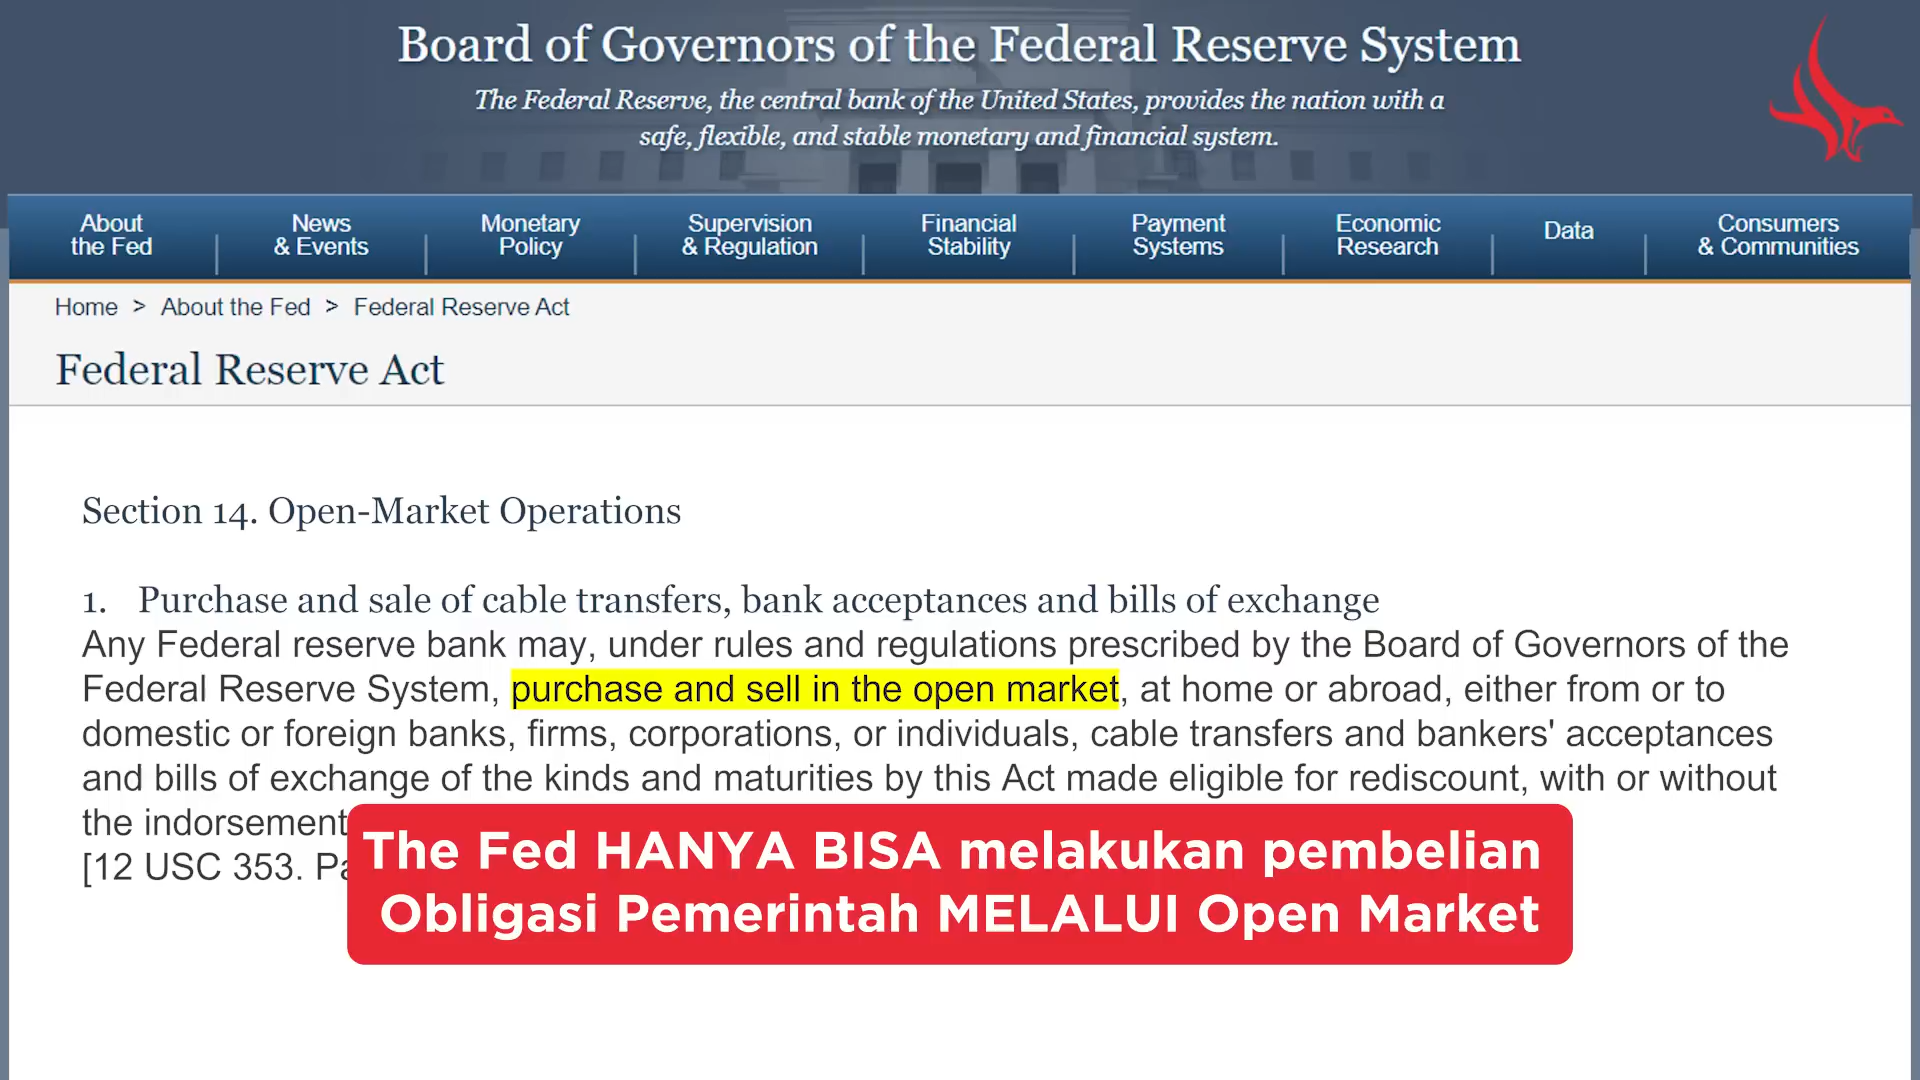 Board of Governors of the Federal Reserve System
The Federal Reserve, the central bank of the United States, provides the nation with a
safe, flexible, and stable monetary and financial system.
About the Fed
News & Events
Monetary Policy
Supervision & Regulation
Financial Stability
Payment Systems
Economic Research
Data
Consumers & Communities
Home > About the Fed > Federal Reserve Act
Federal Reserve Act
Section 14. Open-Market Operations
1. Purchase and sale of cable transfers, bank acceptances and bills of exchange
Any Federal reserve bank may, under rules and regulations prescribed by the Board of Governors of the
Federal Reserve System, purchase and sell in the open market, at home or abroad, either from or to
domestic or foreign banks, firms, corporations, or individuals, cable transfers and bankers' acceptances
and bills of exchange of the kinds and maturities by this Act made eligible for rediscount, with or without
the indorsement
[12 USC 353.
The Fed HANYA BISA melakukan pembelian
Obligasi Pemerintah MELALUI Open Market